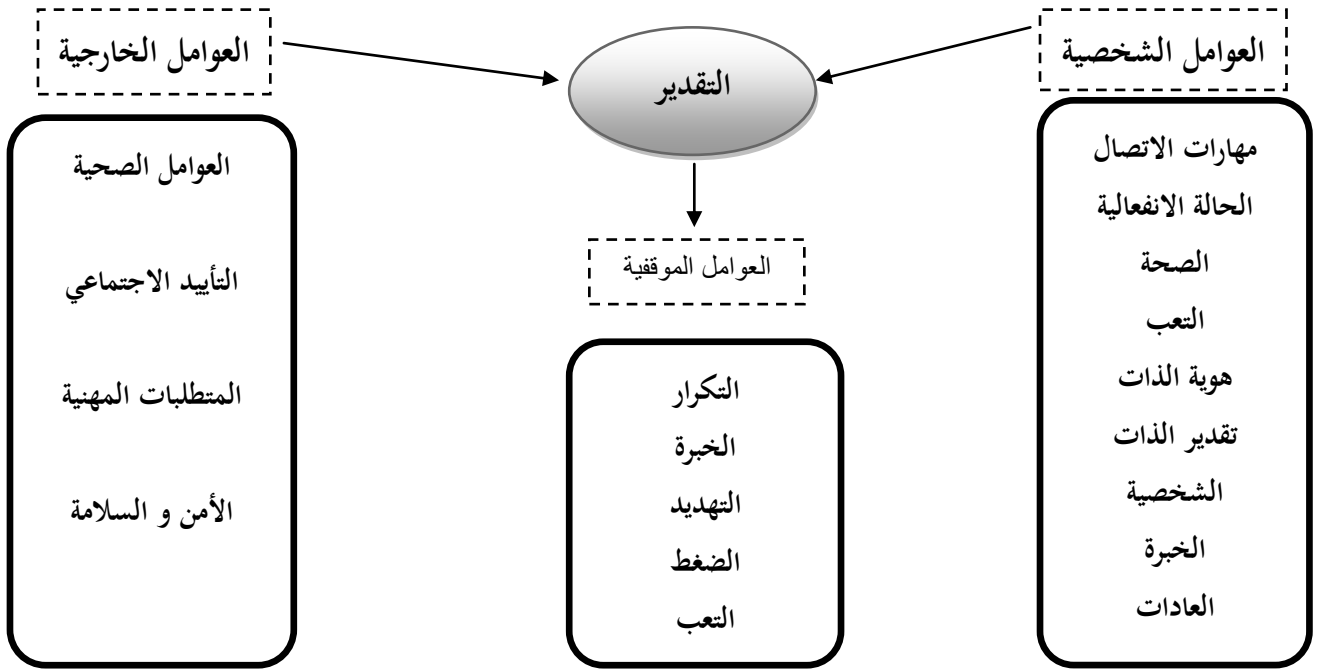 العوامل الشخصية
التقدير
العوامل الخارجية
مهارات الاتصال
الحالة الانفعالية
الصحة
التعب
هوية الذات
تقدير الذات
الشخصية
الخبرة
العادات
العوامل الموقفية
التكرار
الخبرة
التهديد
الضغط
التعب
العوامل الصحية
التأييد الاجتماعي
المتطلبات المهنية
الأمن و السلامة